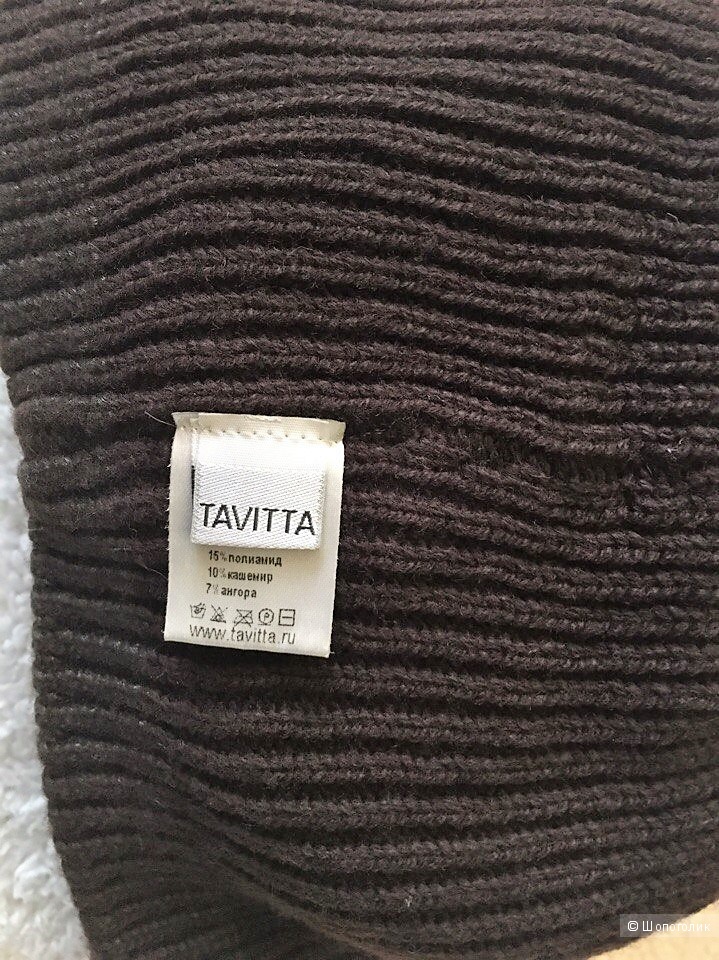 TAVITTA
15% полиамид
10% кашемир
7% ангора
www.tavitta.ru
© Шопоголик